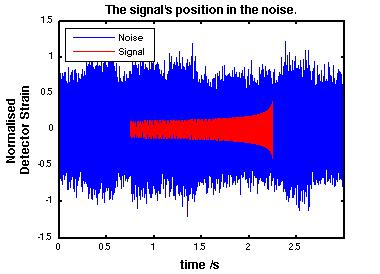 The signal's position in the noise.
1.5
1
0.5
0
-0.5
-1
-1.5
Noise
Signal
Normalised
Detector Strain
0 0.5 1 1.5 2 2.5
time /s